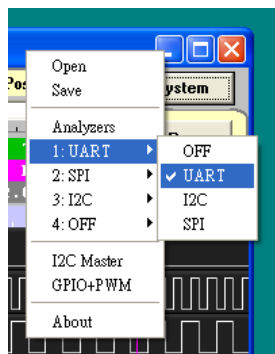 Open
Save
Analyzers
1: UART
2: SPI
3: I2C
4: OFF
I2C Master
GPIO+PWM
About
OFF
UART
I2C
SPI
Pos
ystem